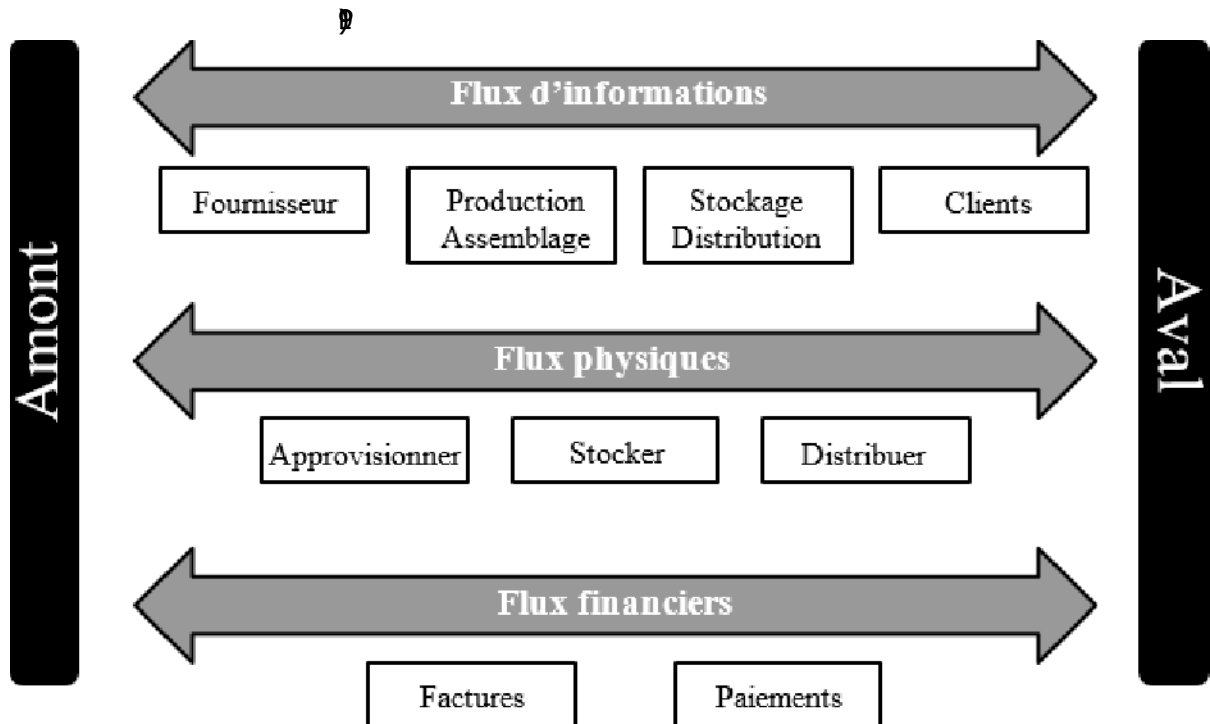 Flux d'informations
Fournisseur
Production
Assemblage
Stockage
Distribution
Clients
Amont
Aval
Flux physiques
Approvisionner
Stocker
Distribuer
Flux financiers
Factures
Paiements